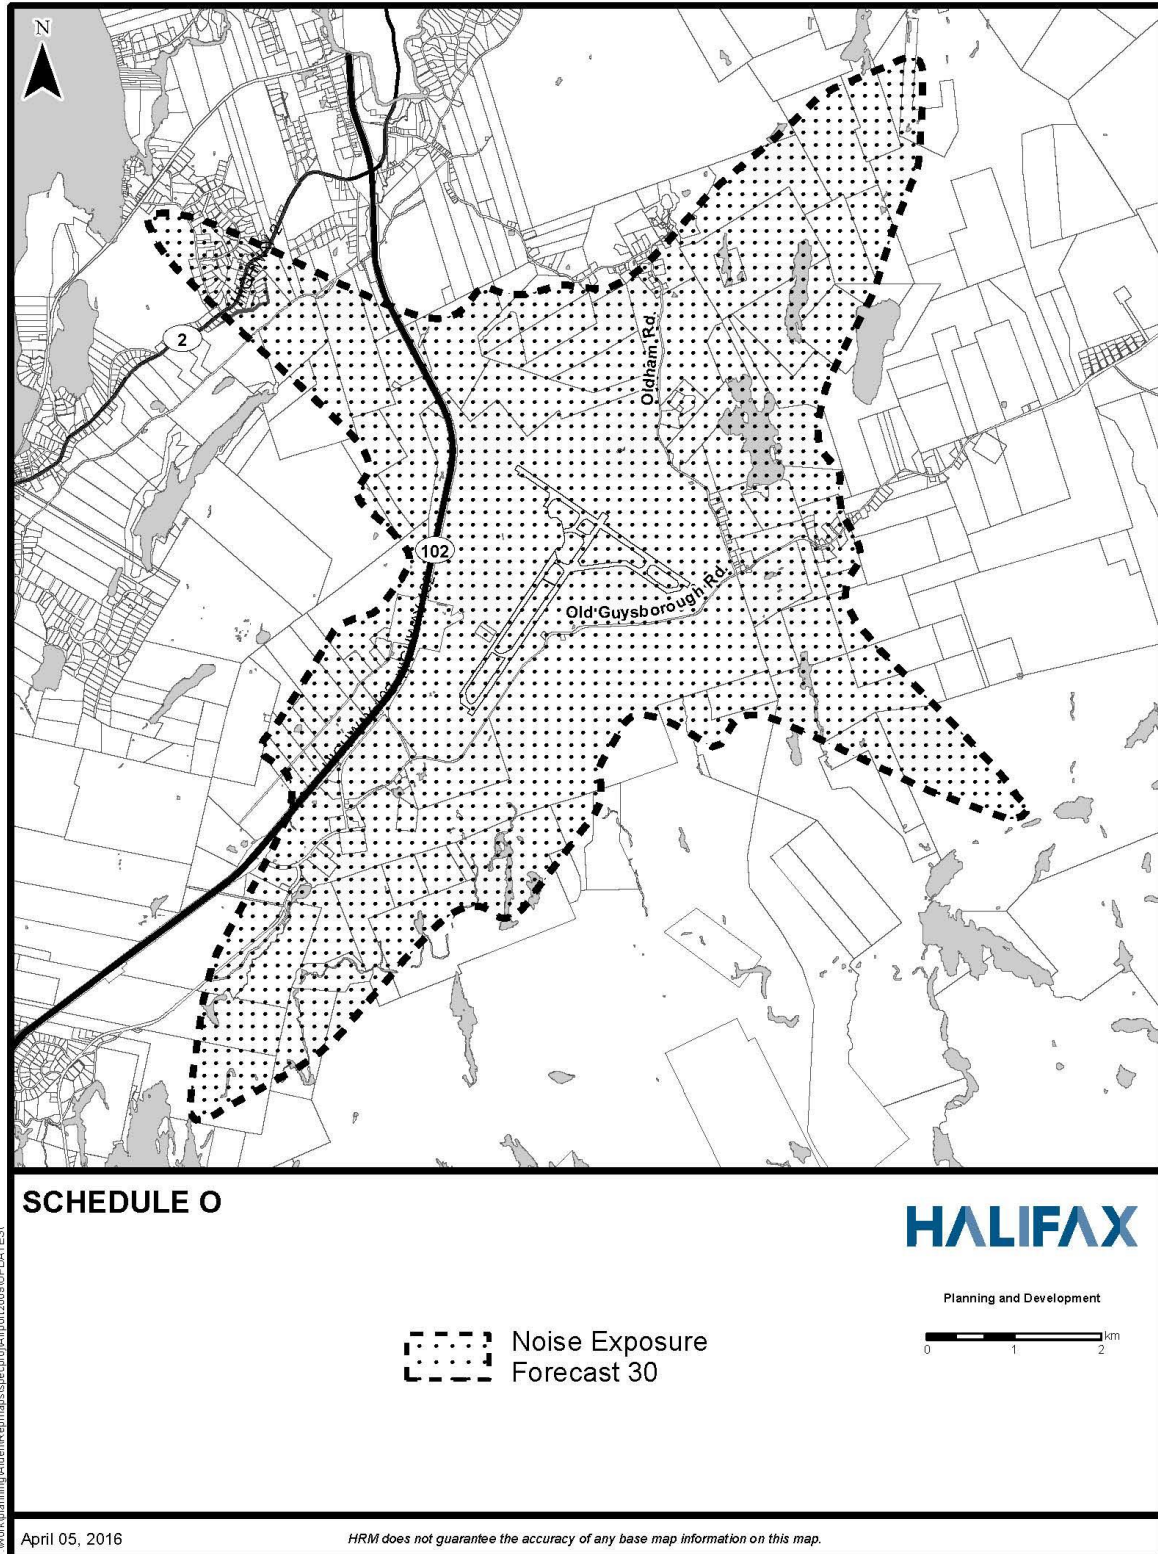 N
2
Oldham Rd.
102
Old Guysborough Rd.
SCHEDULE O
HALIFAX
Planning and Development
km
0 1 2
Noise Exposure
Forecast 30
April 05, 2016
HRM does not guarantee the accuracy of any base map information on this map.